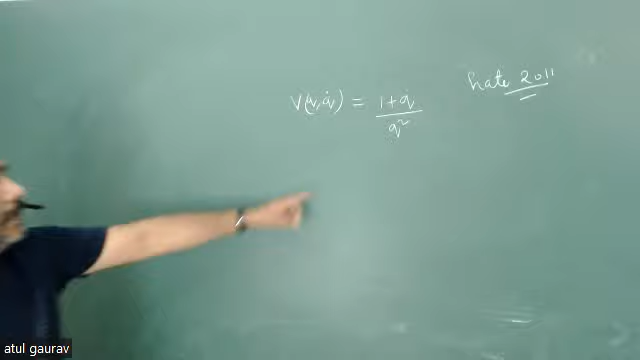 V(q,q̇) = 1+q̇ / q²
Gate 2011
atul gaurav